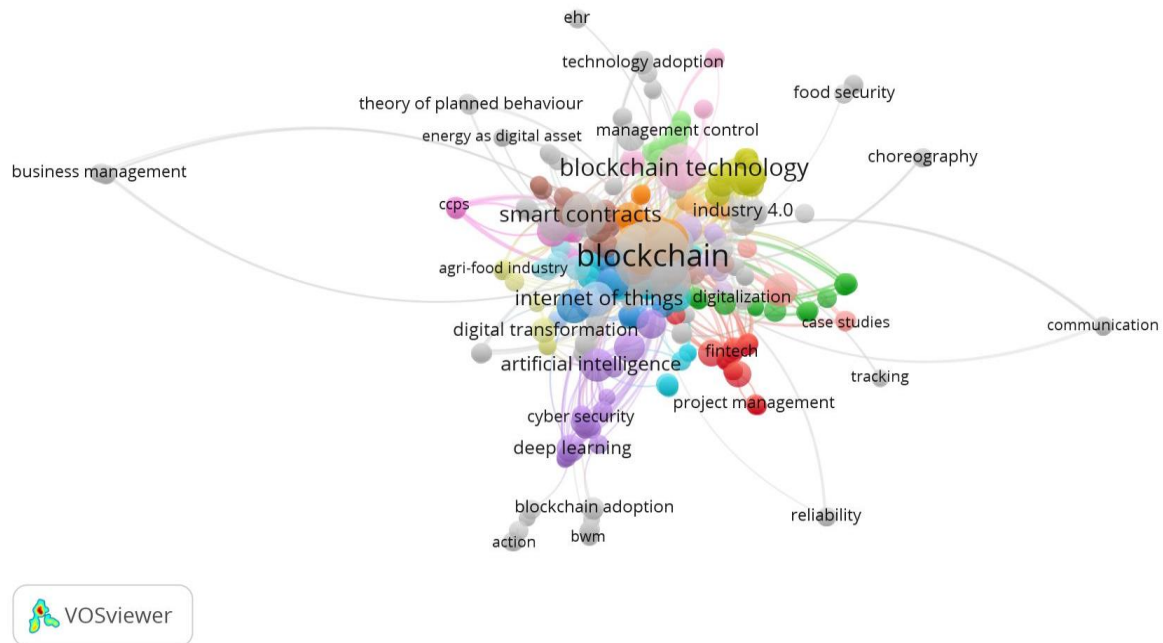 ehr
technology adoption
food security
theory of planned behaviour
management control
energy as digital asset
choreography
blockchain technology
business management
ccps
smart contracts
industry 4.0
blockchain
agri-food industry
internet of things
digitalization
case studies
communication
digital transformation
fintech
artificial intelligence
tracking
project management
cyber security
deep learning
blockchain adoption
reliability
action
bwm
VOSviewer